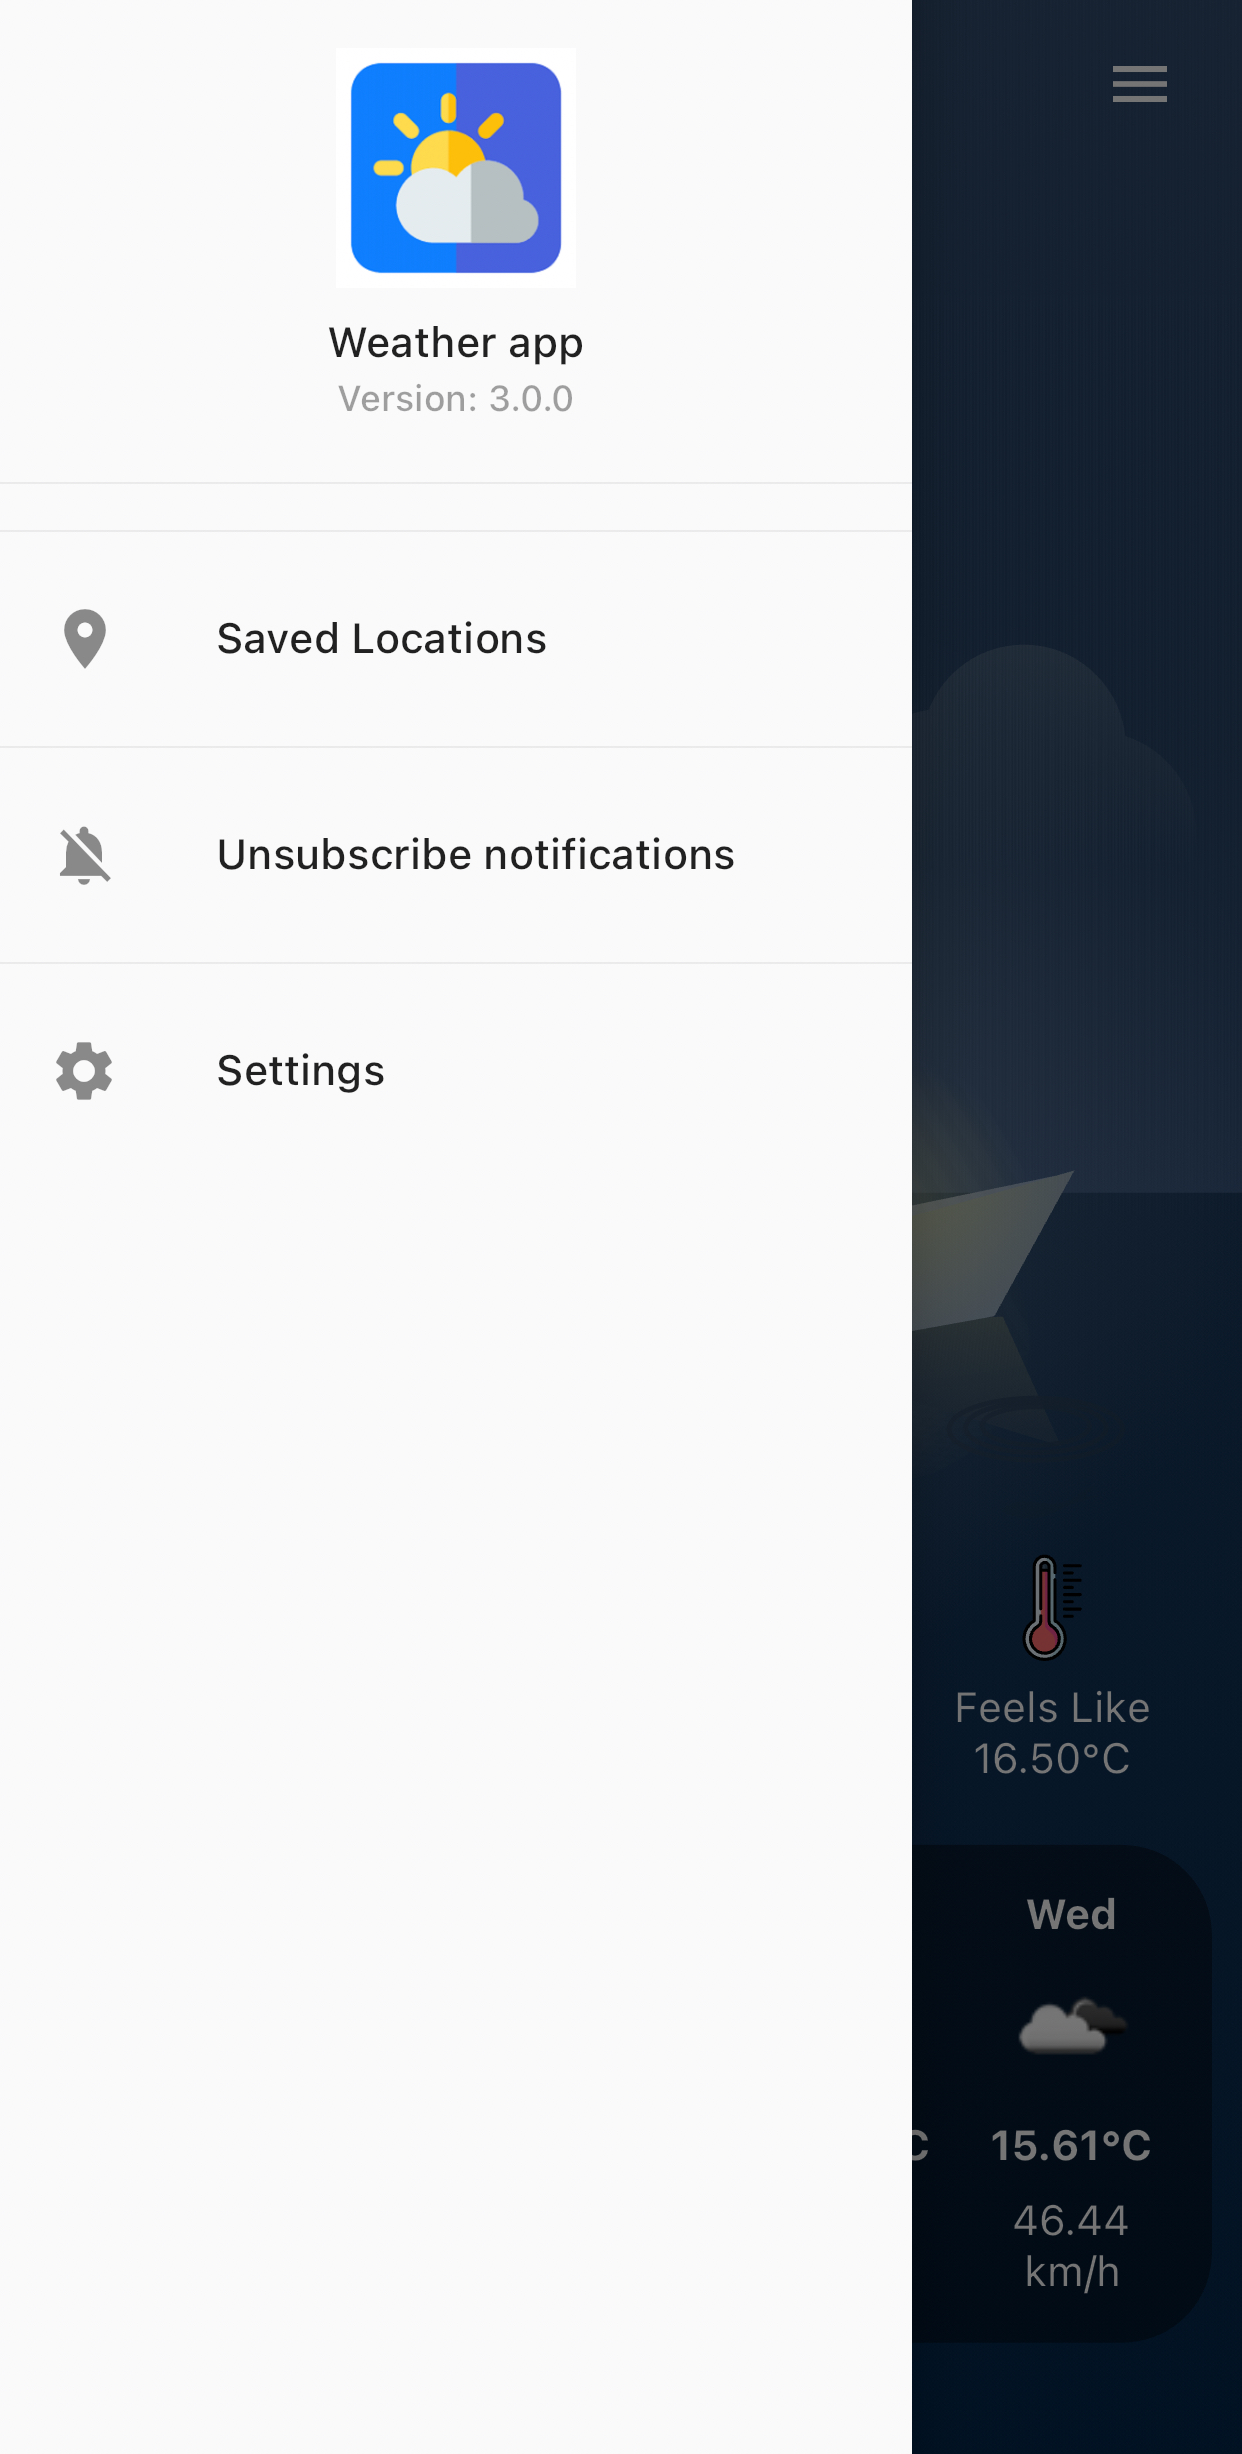 Weather app
Version: 3.0.0
Saved Locations
Unsubscribe notifications
Settings
Feels Like
16.50°C
Wed
C
15.61°C
46.44
km/h